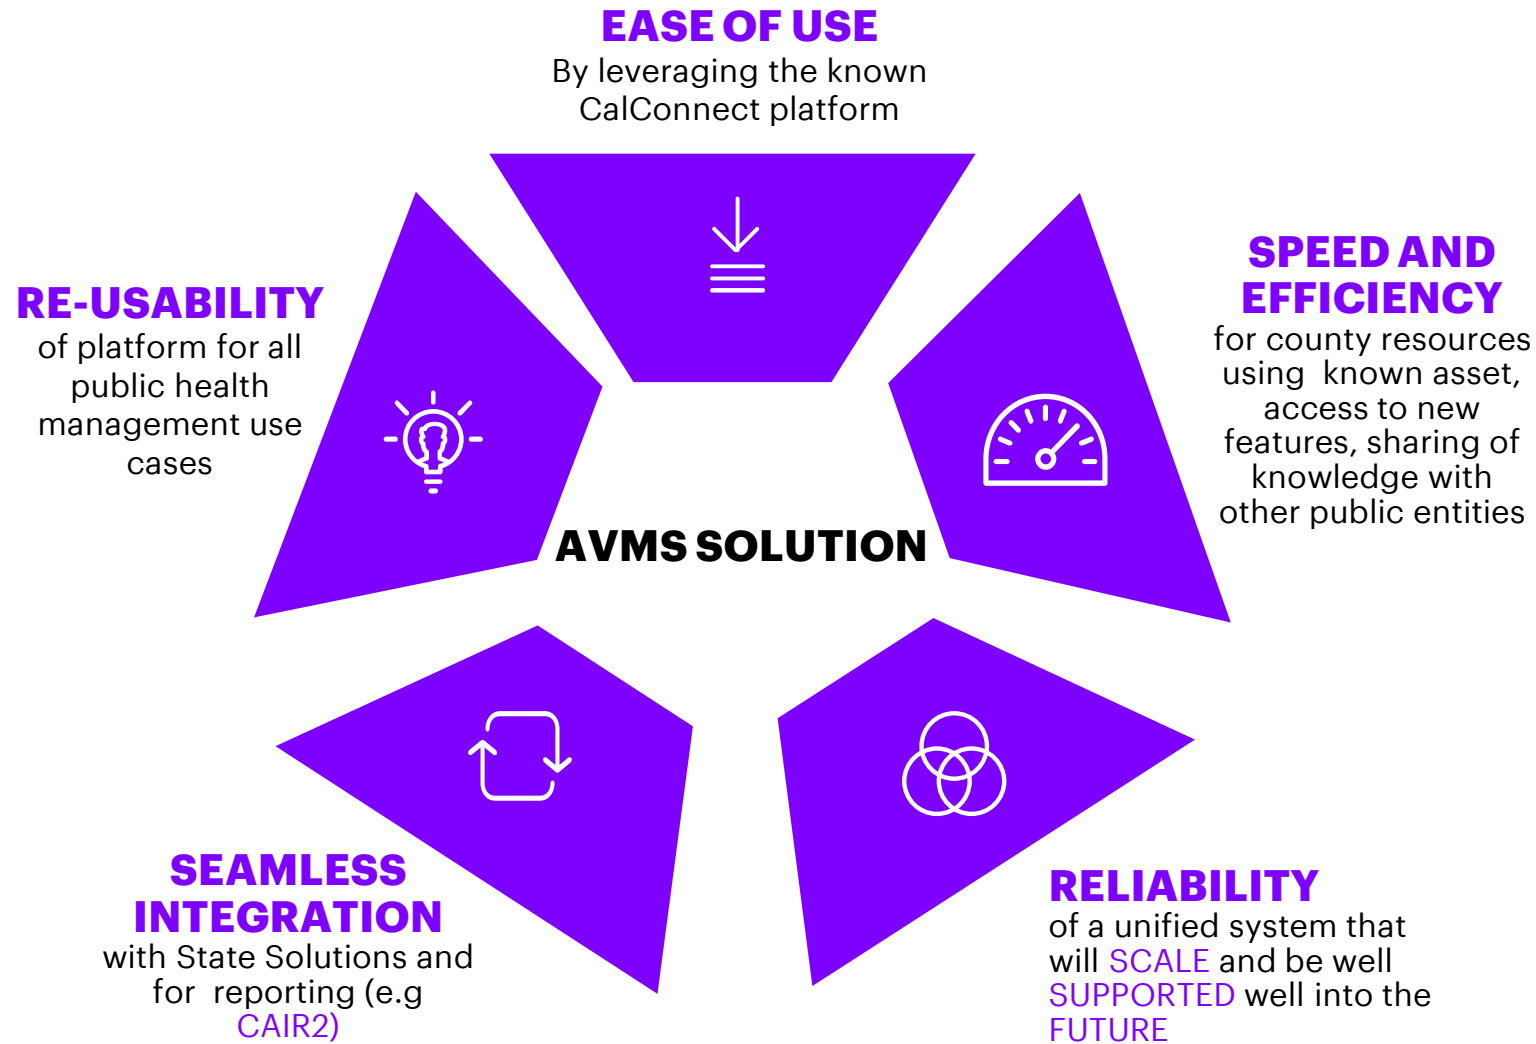 EASE OF USE
By leveraging the known
CalConnect platform
SPEED AND
EFFICIENCY
for county resources
using  known asset,
access to new
features, sharing of
knowledge with
other public entities
RE-USABILITY
of platform for all
public health
management use
cases
AVMS SOLUTION
SEAMLESS
INTEGRATION
with State Solutions and
for  reporting (e.g
CAIR2)
RELIABILITY
of a unified system that
will SCALE and be well
SUPPORTED well into the
FUTURE